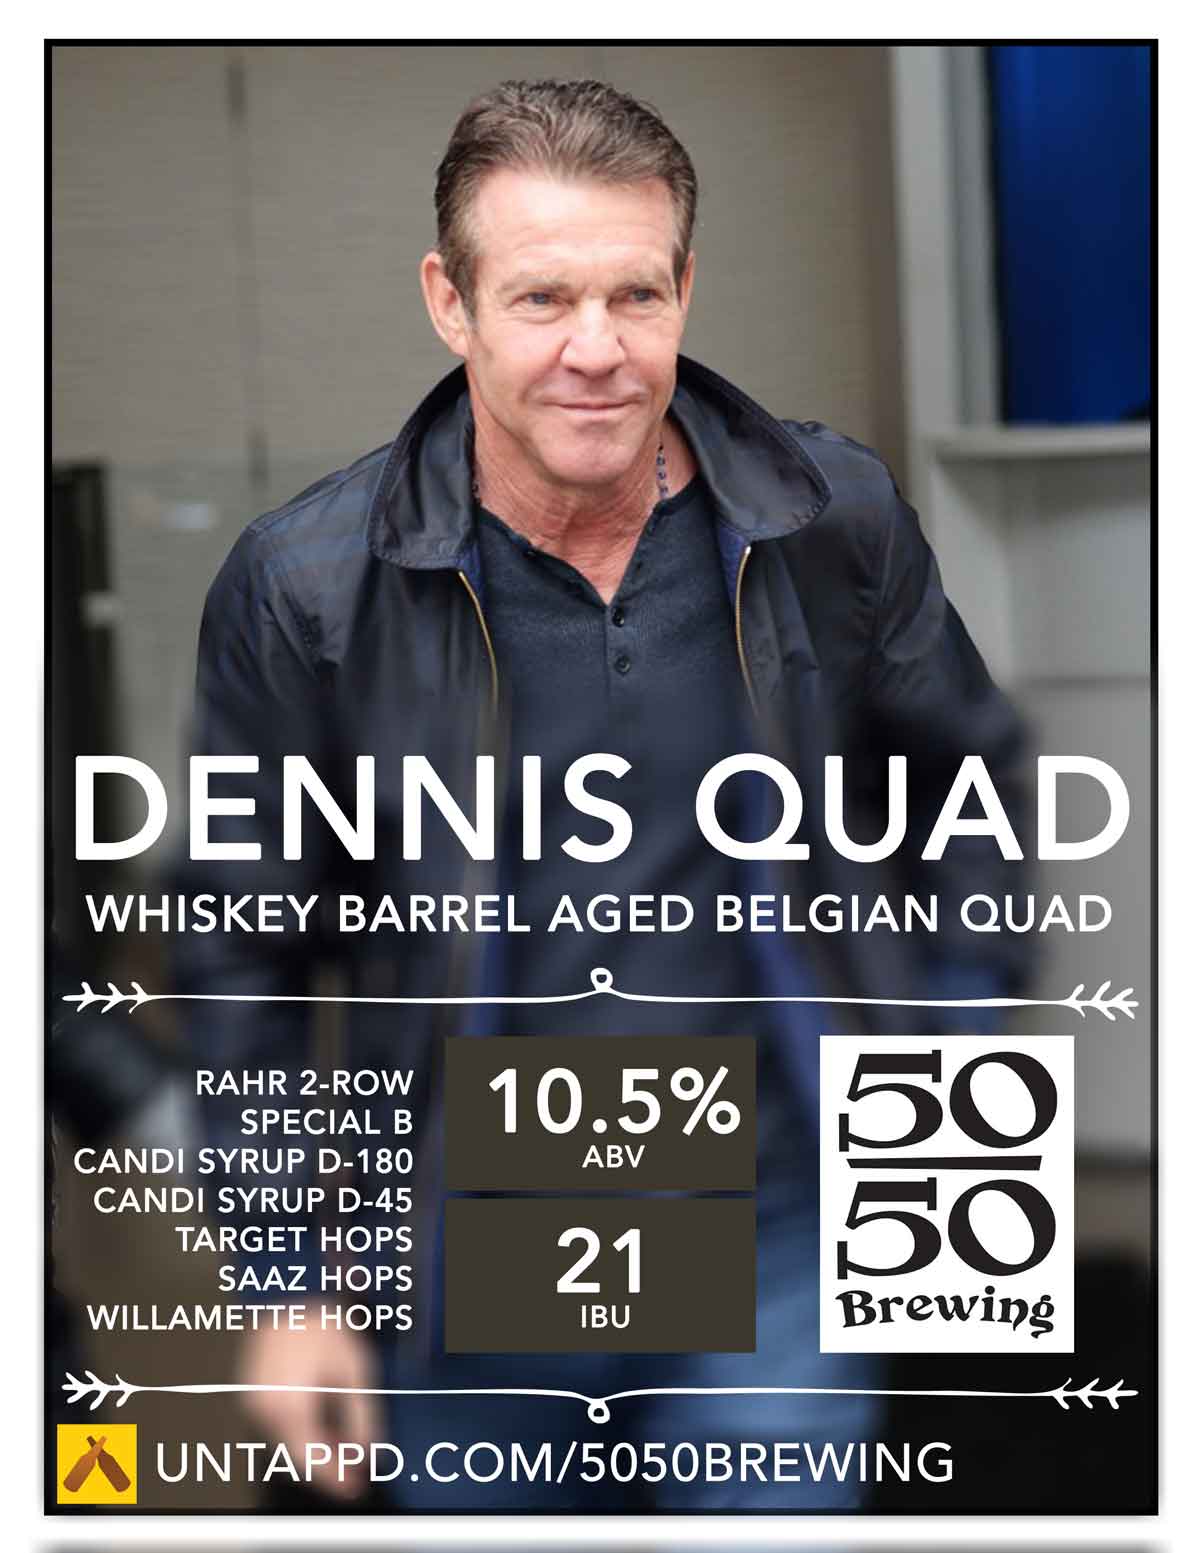 DENNIS QUAD
WHISKEY BARREL AGED BELGIAN QUAD
RAHR 2-ROW
SPECIAL B
CANDI SYRUP D-180
CANDI SYRUP D-45
TARGET HOPS
SAAZ HOPS
WILLAMETTE HOPS
10.5%
ABV
21
IBU
50
50
Brewing
UNTAPPD.COM/5050BREWING